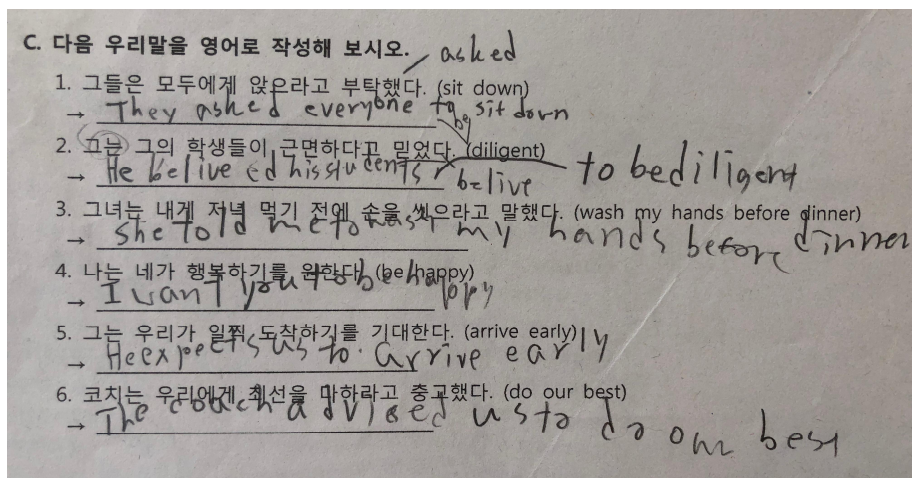 C. 다음 우리말을 영어로 작성해 보시오.
asked
1. 그들은 모두에게 앉으라고 부탁했다. (sit down)
→ They asked everyone to sit down
be
2. 그는 그의 학생들이 근면하다고 믿었다. (diligent)
→ He belive ed his students to be diligent
belive
3. 그녀는 내게 저녁 먹기 전에 손을 씻으라고 말했다. (wash my hands before dinner)
→ She told me to wash my hands before dinner
4. 나는 네가 행복하기를 원한다. (be happy)
→ I want you to be happy
5. 그는 우리가 일찍 도착하기를 기대한다. (arrive early)
→ He expects us to arrive early
6. 코치는 우리에게 최선을 다하라고 충고했다. (do our best)
→ The coach advised us to do our best